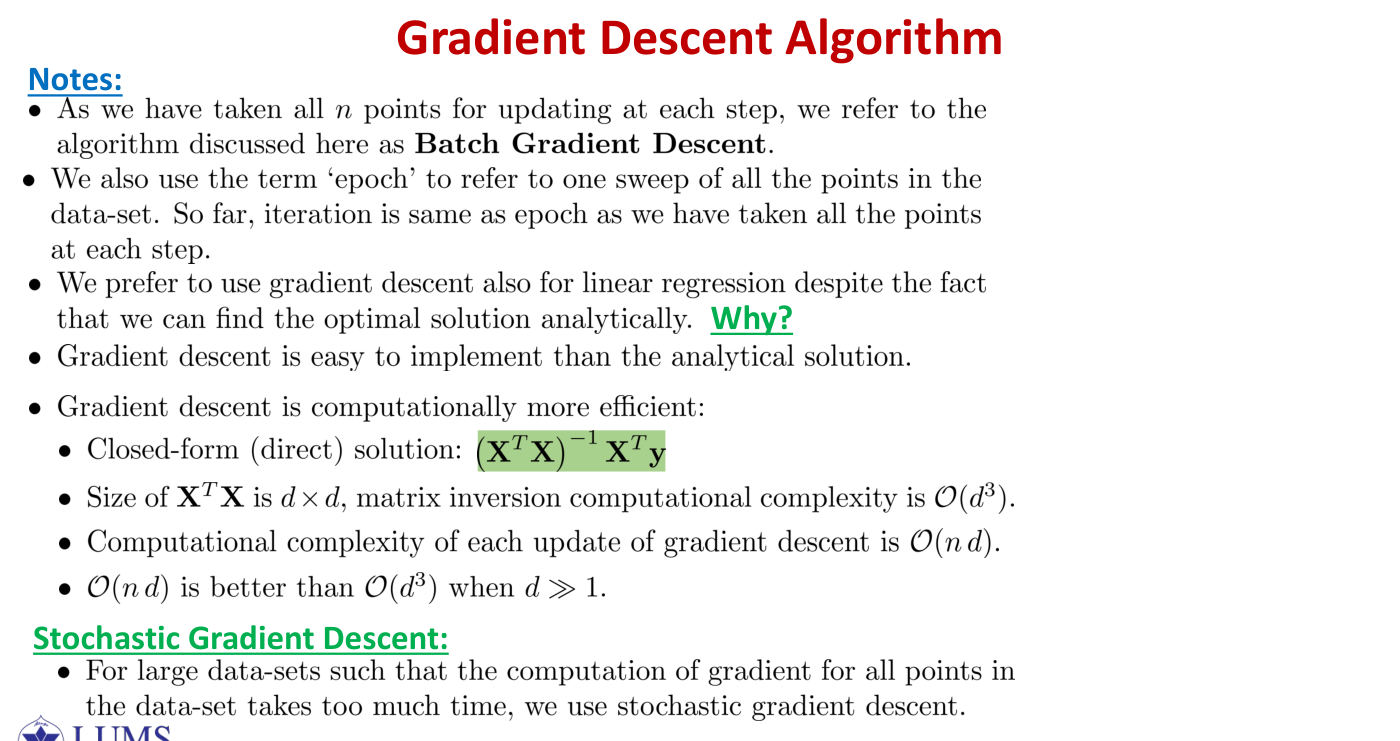 Gradient Descent Algorithm
Notes:
• As we have taken all n points for updating at each step, we refer to the
algorithm discussed here as Batch Gradient Descent.
• We also use the term ‘epoch’ to refer to one sweep of all the points in the
data-set. So far, iteration is same as epoch as we have taken all the points
at each step.
• We prefer to use gradient descent also for linear regression despite the fact
that we can find the optimal solution analytically. Why?
• Gradient descent is easy to implement than the analytical solution.
• Gradient descent is computationally more efficient:
• Closed-form (direct) solution: (XᵀX)⁻¹ Xᵀy
• Size of XᵀX is d × d, matrix inversion computational complexity is O(d³).
• Computational complexity of each update of gradient descent is O(n d).
• O(n d) is better than O(d³) when d ≫ 1.
Stochastic Gradient Descent:
• For large data-sets such that the computation of gradient for all points in
the data-set takes too much time, we use stochastic gradient descent.
LUMS